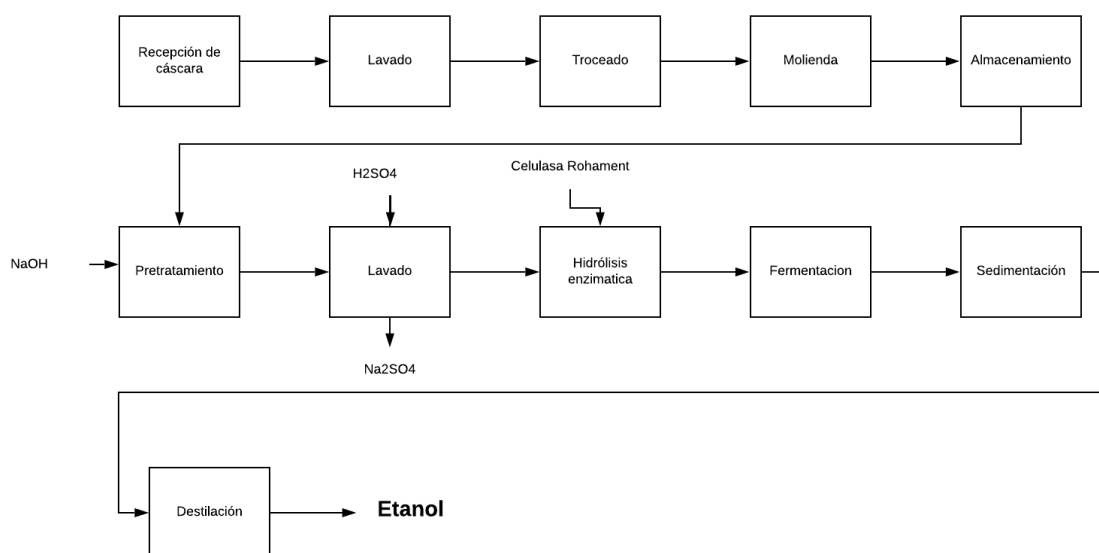 Recepción de
cáscara
Lavado
Troceado
Molienda
Almacenamiento
H2SO4
Celulasa Rohament
NaOH
Pretratamiento
Lavado
Hidrólisis
enzimatica
Fermentacion
Sedimentación
Na2SO4
Destilación
Etanol